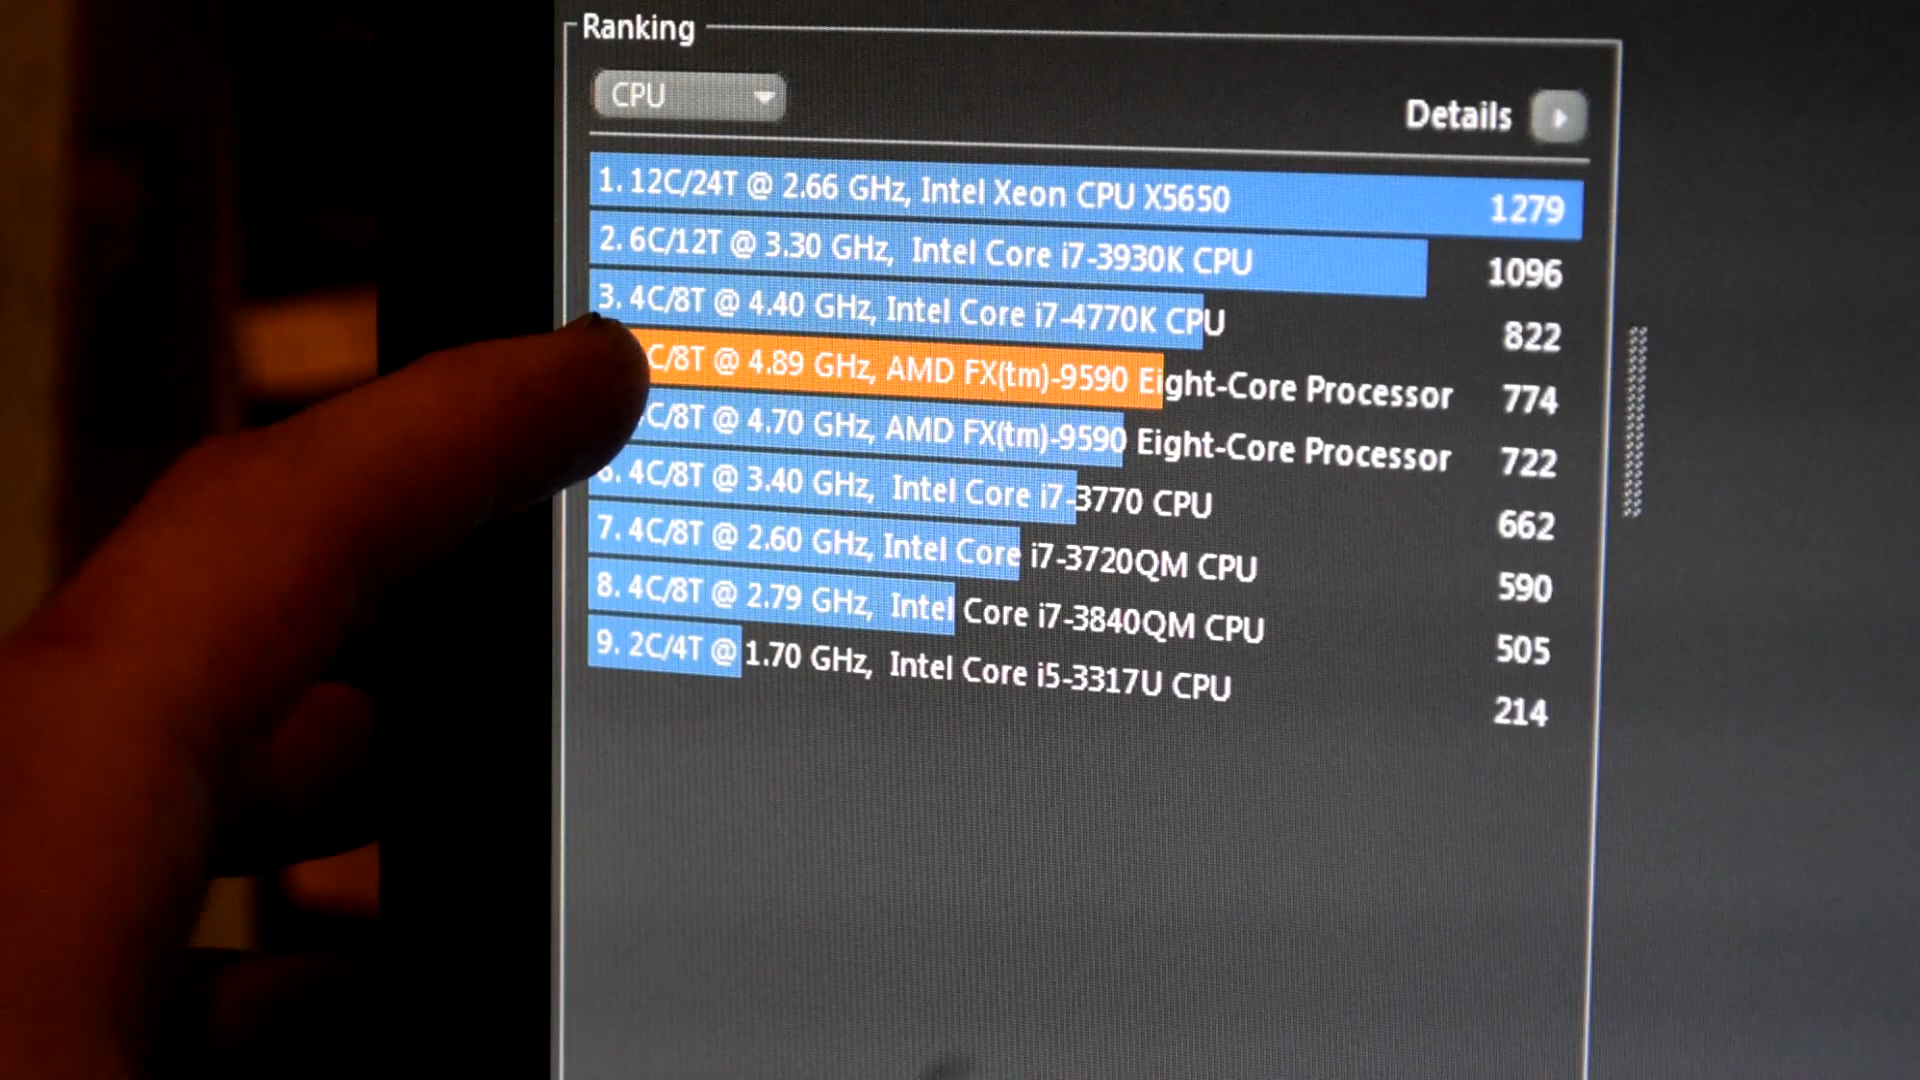 Ranking
CPU
Details
1. 12C/24T @ 2.66 GHz, Intel Xeon CPU X5650 1279
2. 6C/12T @ 3.30 GHz, Intel Core i7-3930K CPU 1096
3. 4C/8T @ 4.40 GHz, Intel Core i7-4770K CPU 822
C/8T @ 4.89 GHz, AMD FX(tm)-9590 Eight-Core Processor 774
C/8T @ 4.70 GHz, AMD FX(tm)-9590 Eight-Core Processor 722
6. 4C/8T @ 3.40 GHz, Intel Core i7-3770 CPU 662
7. 4C/8T @ 2.60 GHz, Intel Core i7-3720QM CPU 590
8. 4C/8T @ 2.79 GHz, Intel Core i7-3840QM CPU 505
9. 2C/4T @ 1.70 GHz, Intel Core i5-3317U CPU 214